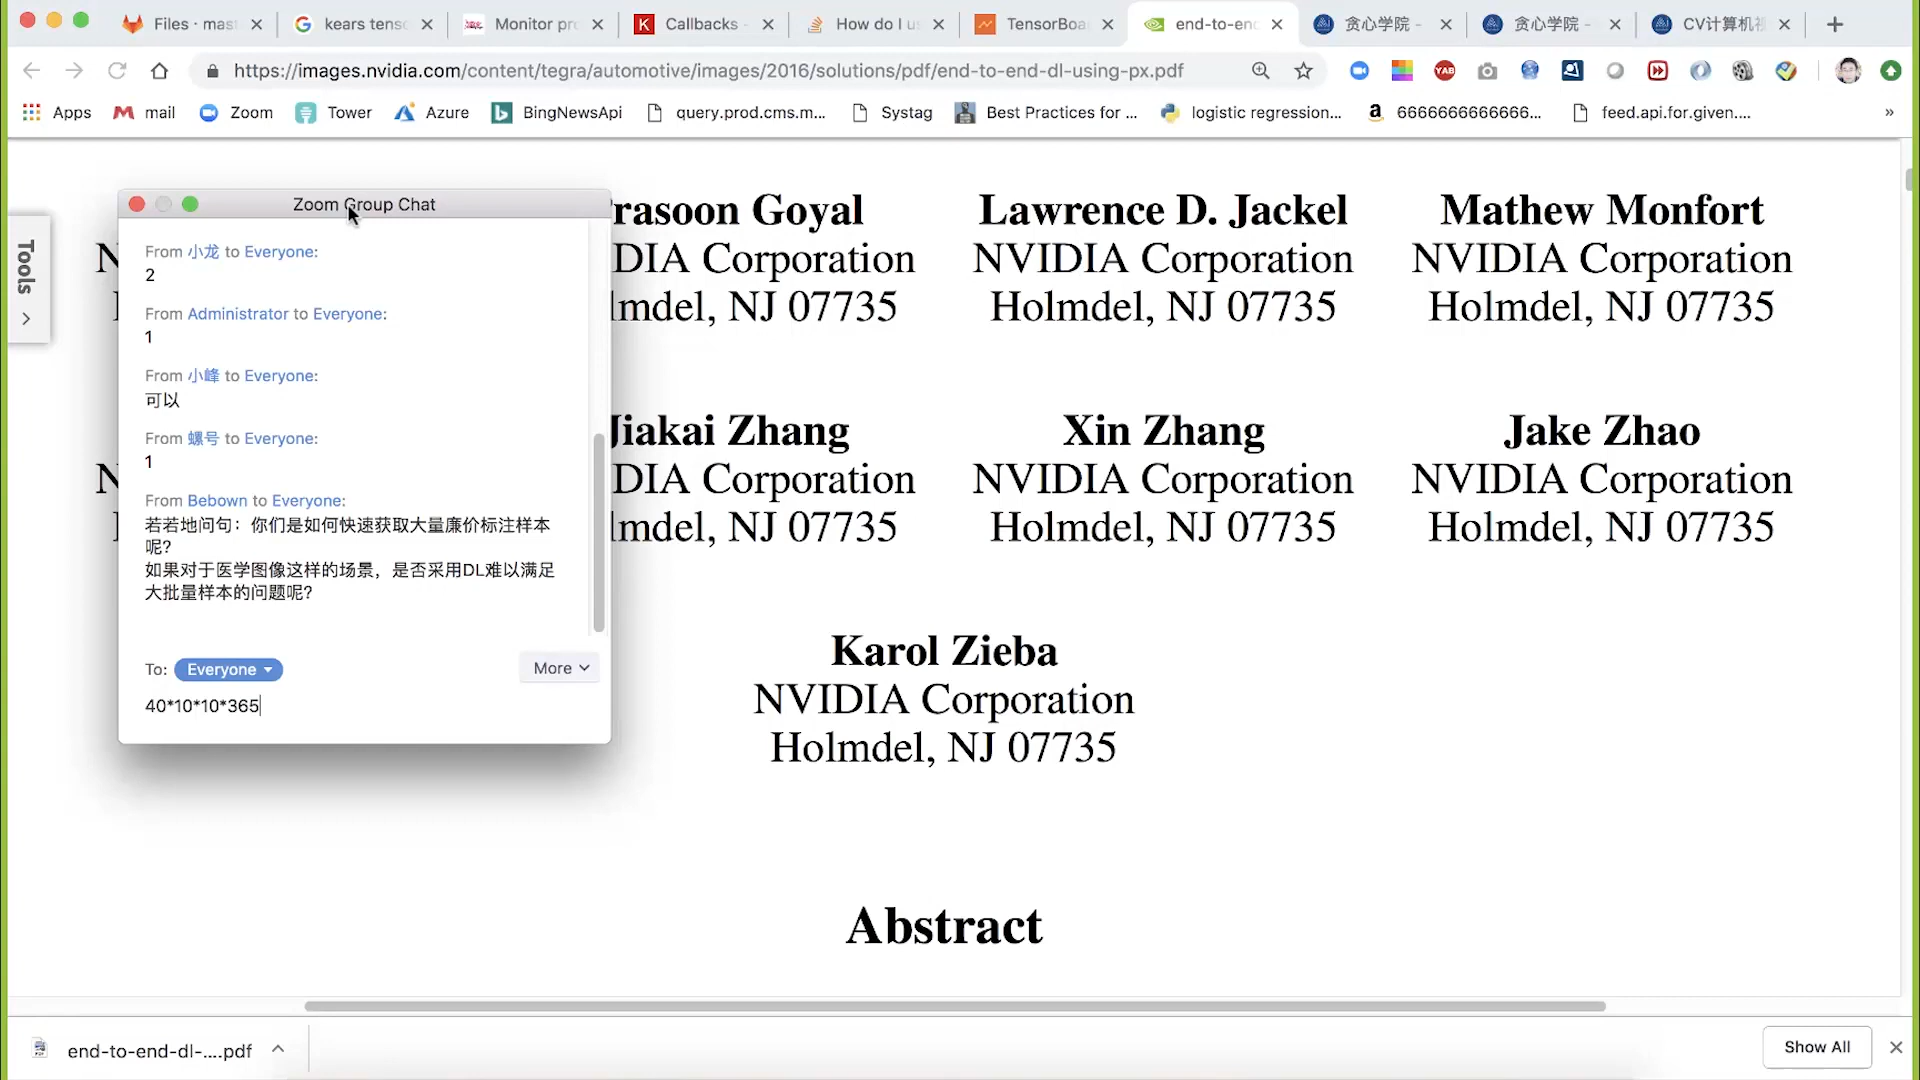 Files - mast
kears tenso
Monitor pro
Callbacks -
How do I us
TensorBoa
end-to-end
贪心学院 -
贪心学院 -
CV计算机视
https://images.nvidia.com/content/tegra/automotive/images/2016/solutions/pdf/end-to-end-dl-using-px.pdf
YAB
Apps
mail
Zoom
Tower
Azure
BingNewsApi
query.prod.cms.m...
Systag
Best Practices for ...
logistic regression...
6666666666666...
feed.api.for.given....
»
Tools
Zoom Group Chat
From 小龙 to Everyone:
2
From Administrator to Everyone:
1
From 小峰 to Everyone:
可以
From 螺号 to Everyone:
1
From Bebown to Everyone:
若若地问句：你们是如何快速获取大量廉价标注样本
呢?
如果对于医学图像这样的场景，是否采用DL难以满足
大批量样本的问题呢?
To: Everyone
More
40*10*10*365
rasoon Goyal
DIA Corporation
lmdel, NJ 07735
Lawrence D. Jackel
NVIDIA Corporation
Holmdel, NJ 07735
Mathew Monfort
NVIDIA Corporation
Holmdel, NJ 07735
Jiakai Zhang
DIA Corporation
lmdel, NJ 07735
Xin Zhang
NVIDIA Corporation
Holmdel, NJ 07735
Jake Zhao
NVIDIA Corporation
Holmdel, NJ 07735
Karol Zieba
NVIDIA Corporation
Holmdel, NJ 07735
Abstract
end-to-end-dl-....pdf
Show All